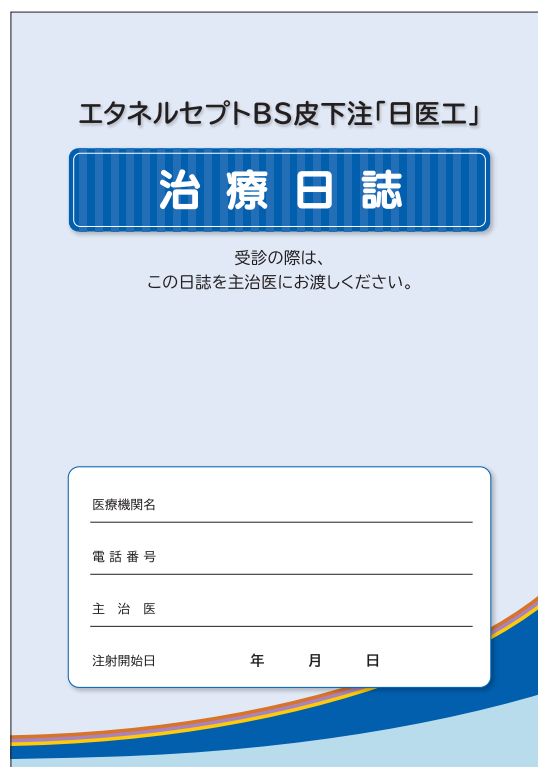 エタネルセプトBS皮下注「日医工」
治療日誌
受診の際は、
この日誌を主治医にお渡しください。
医療機関名
電話番号
主治医
注射開始日 年 月 日